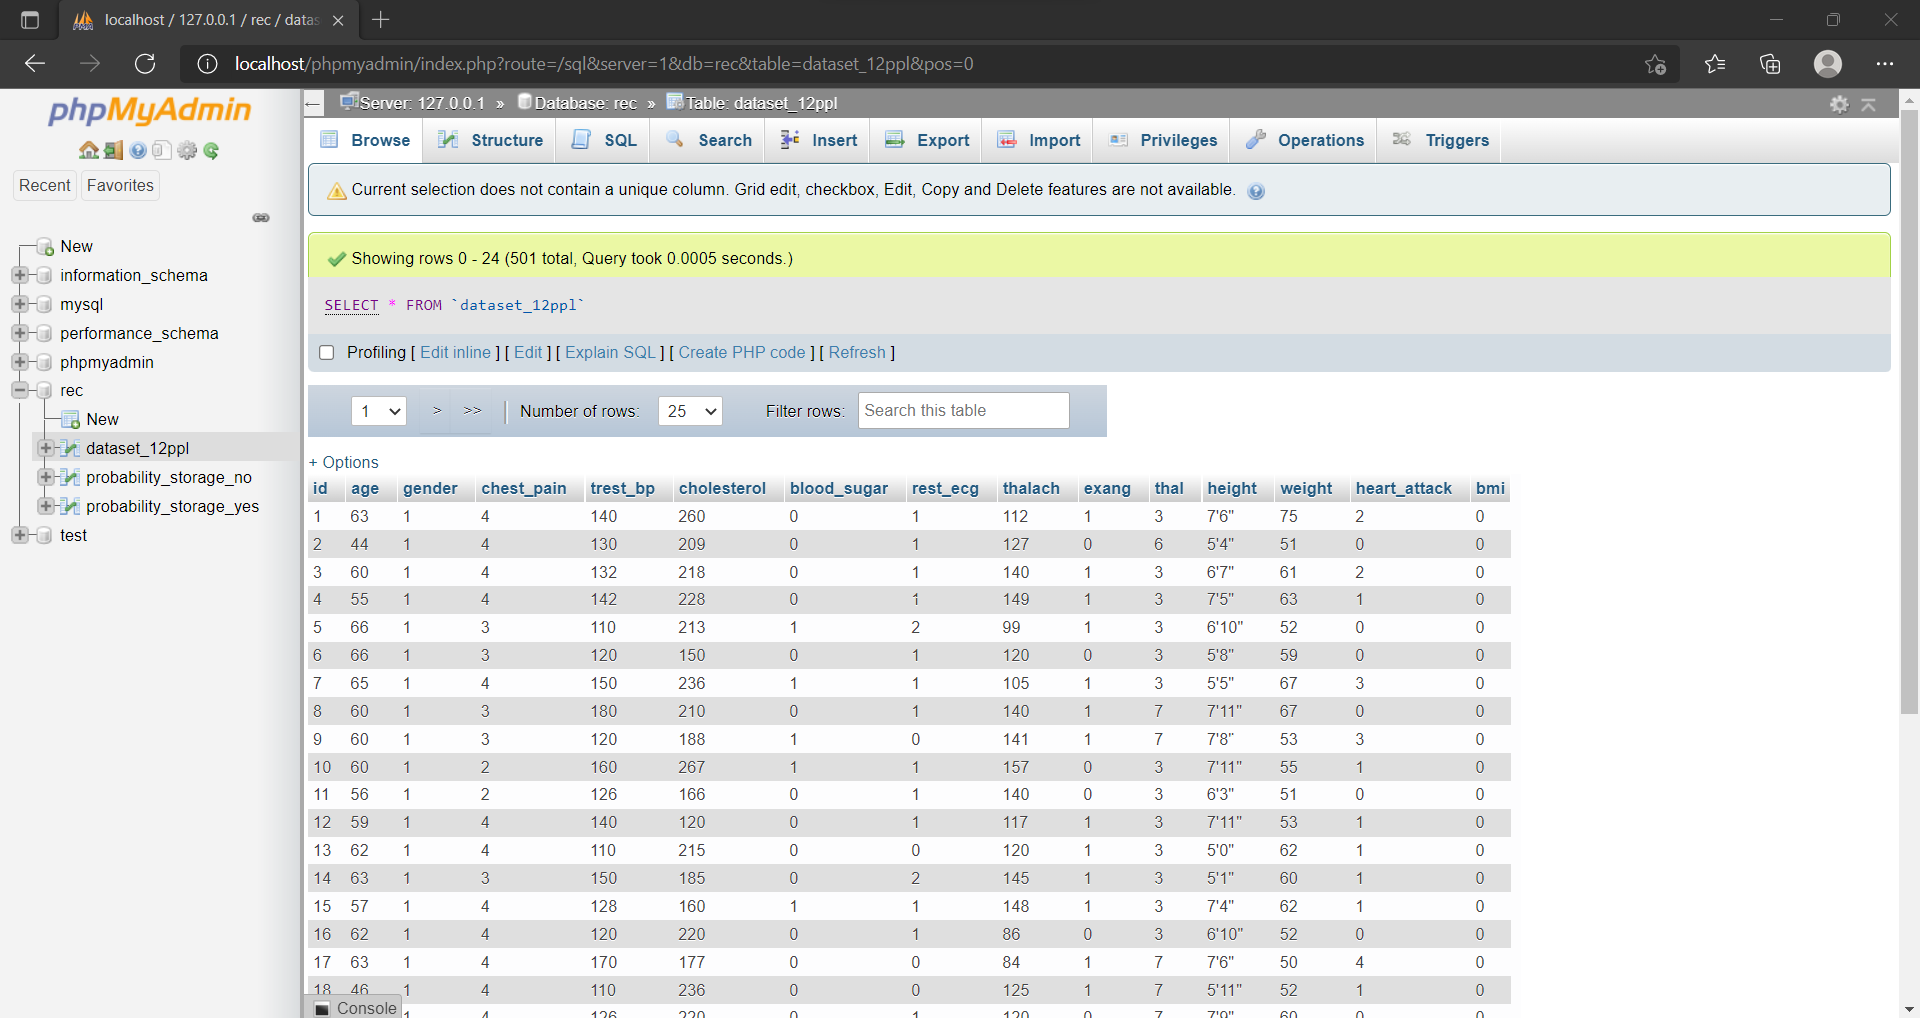 localhost / 127.0.0.1 / rec / datas
localhost/phpmyadmin/index.php?route=/sql&server=1&db=rec&table=dataset_12ppl&pos=0
phpMyAdmin
Recent Favorites
New
information_schema
mysql
performance_schema
phpmyadmin
rec
New
dataset_12ppl
probability_storage_no
probability_storage_yes
test
Server: 127.0.0.1 » Database: rec » Table: dataset_12ppl
Browse Structure SQL Search Insert Export Import Privileges Operations Triggers
Current selection does not contain a unique column. Grid edit, checkbox, Edit, Copy and Delete features are not available.
Showing rows 0 - 24 (501 total, Query took 0.0005 seconds.)
SELECT * FROM `dataset_12ppl`
Profiling [ Edit inline ] [ Edit ] [ Explain SQL ] [ Create PHP code ] [ Refresh ]
1 > >> | Number of rows: 25 Filter rows: Search this table
+ Options
id age gender chest_pain trest_bp cholesterol blood_sugar rest_ecg thalach exang thal height weight heart_attack bmi
1 63 1 4 140 260 0 1 112 1 3 7'6" 75 2 0
2 44 1 4 130 209 0 1 127 0 6 5'4" 51 0 0
3 60 1 4 132 218 0 1 140 1 3 6'7" 61 2 0
4 55 1 4 142 228 0 1 149 1 3 7'5" 63 1 0
5 66 1 3 110 213 1 2 99 1 3 6'10" 52 0 0
6 66 1 3 120 150 0 1 120 0 3 5'8" 59 0 0
7 65 1 4 150 236 1 1 105 1 3 5'5" 67 3 0
8 60 1 3 180 210 0 1 140 1 7 7'11" 67 0 0
9 60 1 3 120 188 1 0 141 1 7 7'8" 53 3 0
10 60 1 2 160 267 1 1 157 0 3 7'11" 55 1 0
11 56 1 2 126 166 0 1 140 0 3 6'3" 51 0 0
12 59 1 4 140 120 0 1 117 1 3 7'11" 53 1 0
13 62 1 4 110 215 0 0 120 1 3 5'0" 62 1 0
14 63 1 3 150 185 0 2 145 1 3 5'1" 60 1 0
15 57 1 4 128 160 1 1 148 1 3 7'4" 62 1 0
16 62 1 4 120 220 0 1 86 0 3 6'10" 52 0 0
17 63 1 4 170 177 0 0 84 1 7 7'6" 50 4 0
18 46 1 4 110 236 0 0 125 1 7 5'11" 52 1 0
1 4 126 220 0 1 120 0 7 7'9" 60 0 0
Console